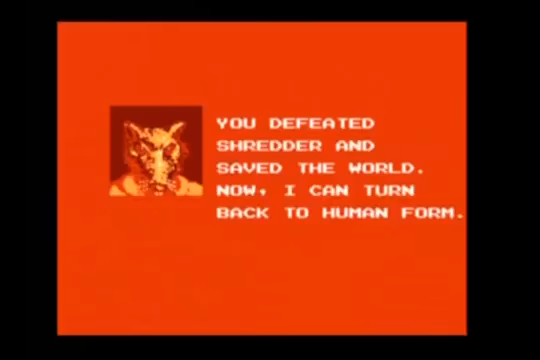 YOU DEFEATED
SHREDDER AND
SAVED THE WORLD.
NOW, I CAN TURN
BACK TO HUMAN FORM.